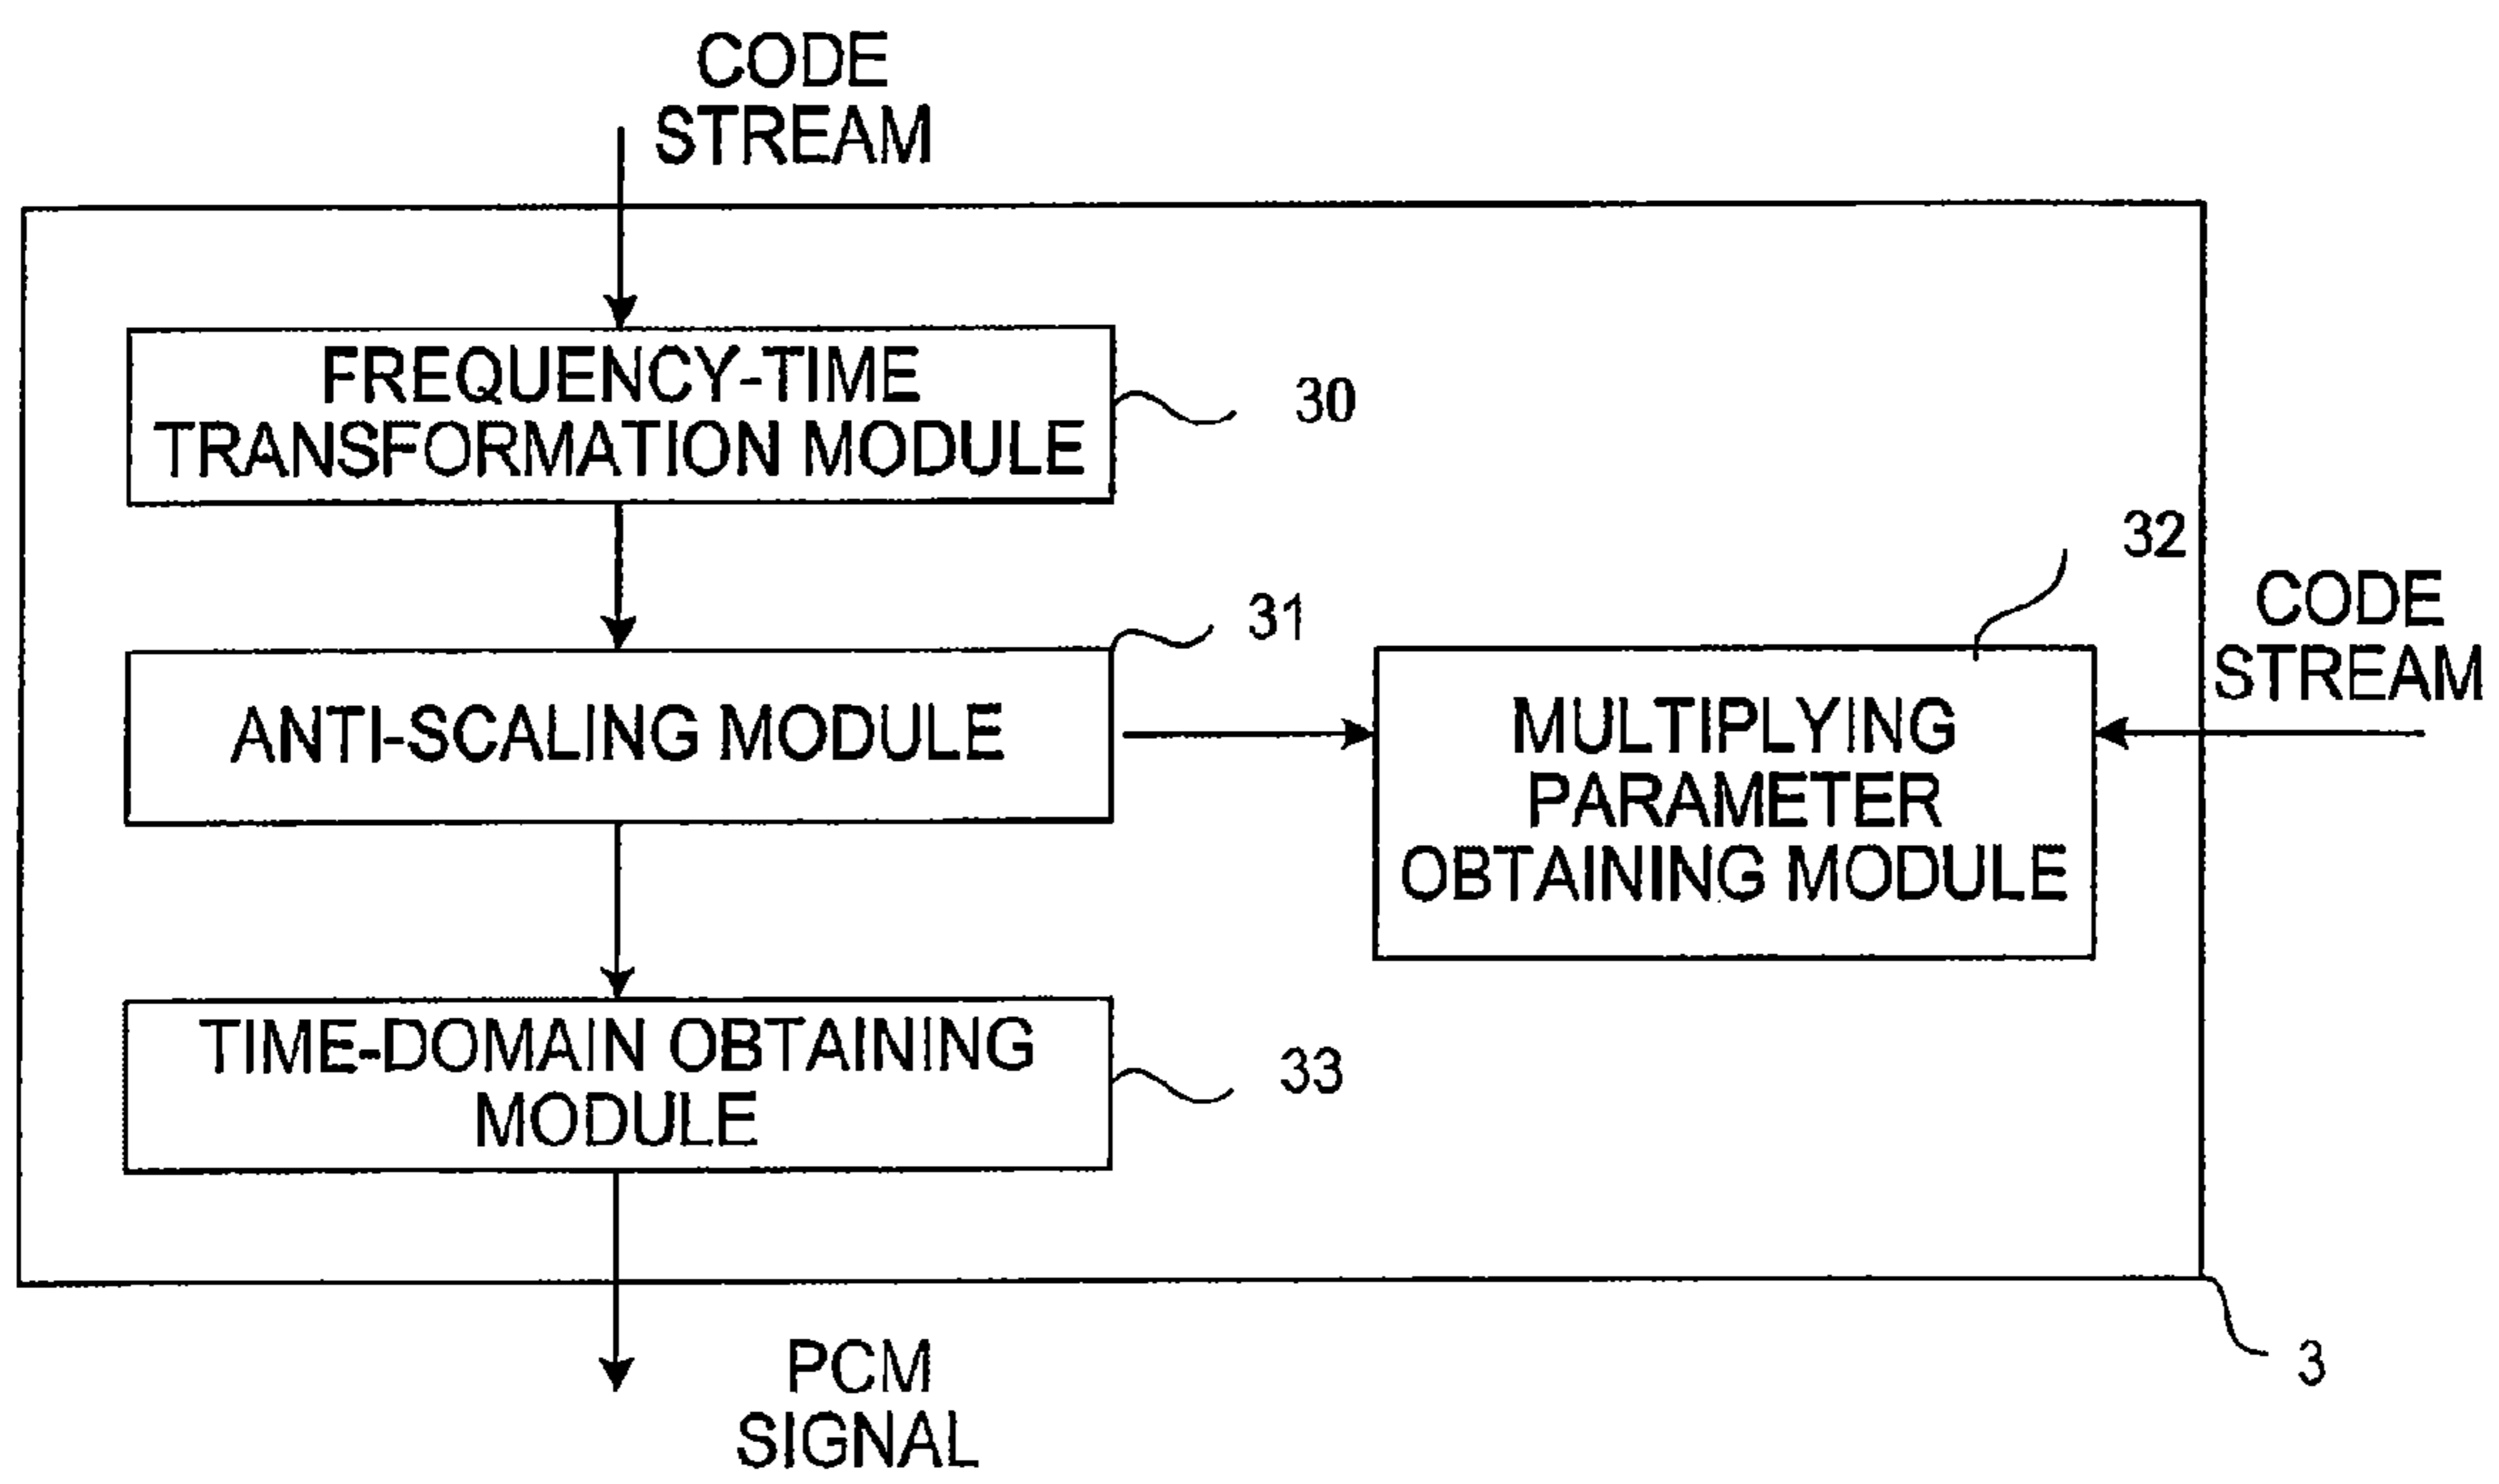 CODE
STREAM
FREQUENCY-TIME
TRANSFORMATION MODULE
30
32
CODE
STREAM
31
ANTI-SCALING MODULE
MULTIPLYING
PARAMETER
OBTAINING MODULE
TIME-DOMAIN OBTAINING
MODULE
33
3
PCM
SIGNAL